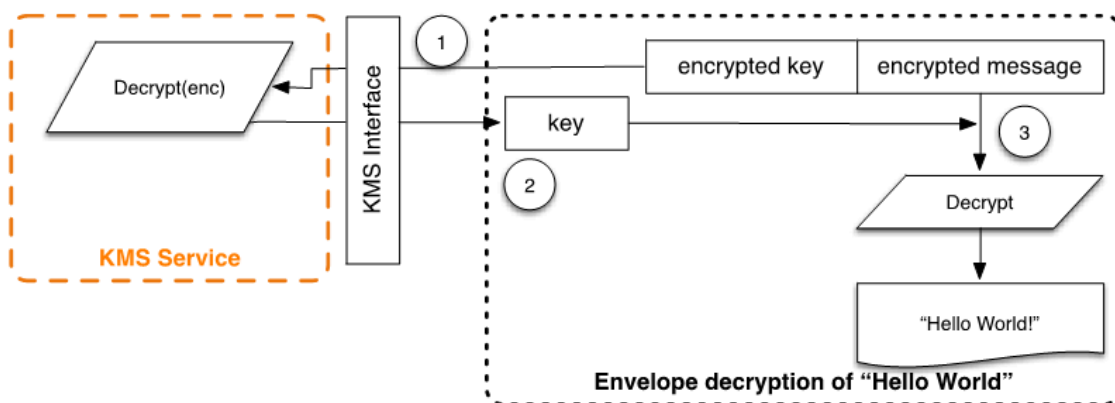 1
encrypted key
encrypted message
Decrypt(enc)
KMS Interface
key
3
2
Decrypt
KMS Service
“Hello World!”
Envelope decryption of “Hello World”